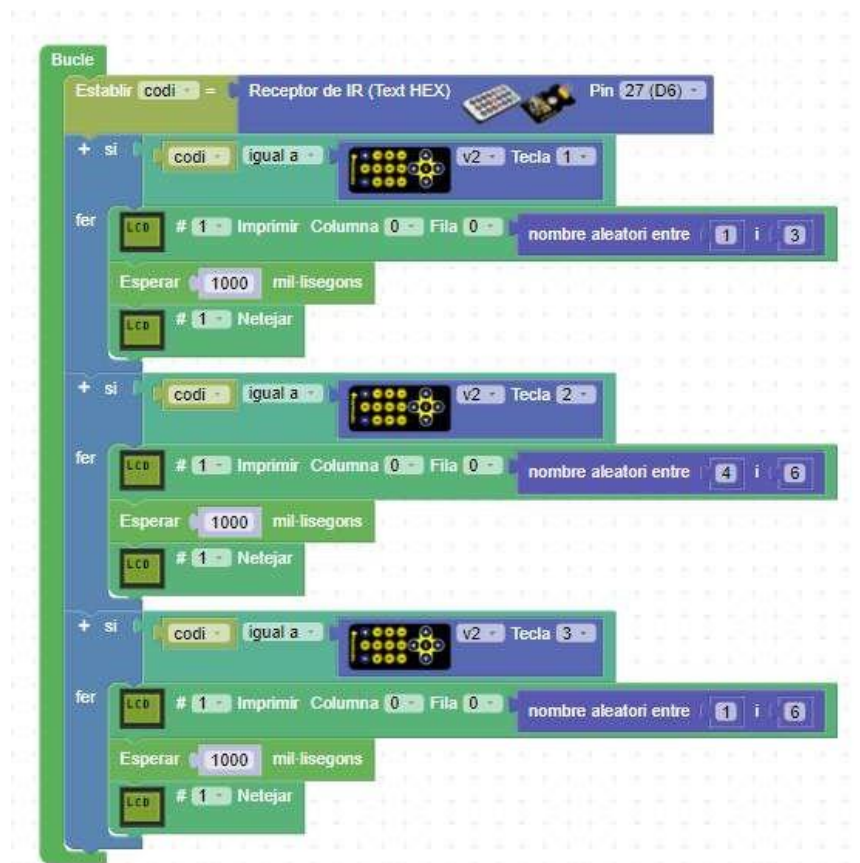 Bucle
Establir codi = Receptor de IR (Text HEX) Pin 27 (D6)
+ si codi igual a v2 Tecla 1
fer LCD # 1 Imprimir Columna 0 Fila 0 nombre aleatori entre 1 i 3
Esperar 1000 mil·lisegons
LCD # 1 Netejar
+ si codi igual a v2 Tecla 2
fer LCD # 1 Imprimir Columna 0 Fila 0 nombre aleatori entre 4 i 6
Esperar 1000 mil·lisegons
LCD # 1 Netejar
+ si codi igual a v2 Tecla 3
fer LCD # 1 Imprimir Columna 0 Fila 0 nombre aleatori entre 1 i 6
Esperar 1000 mil·lisegons
LCD # 1 Netejar